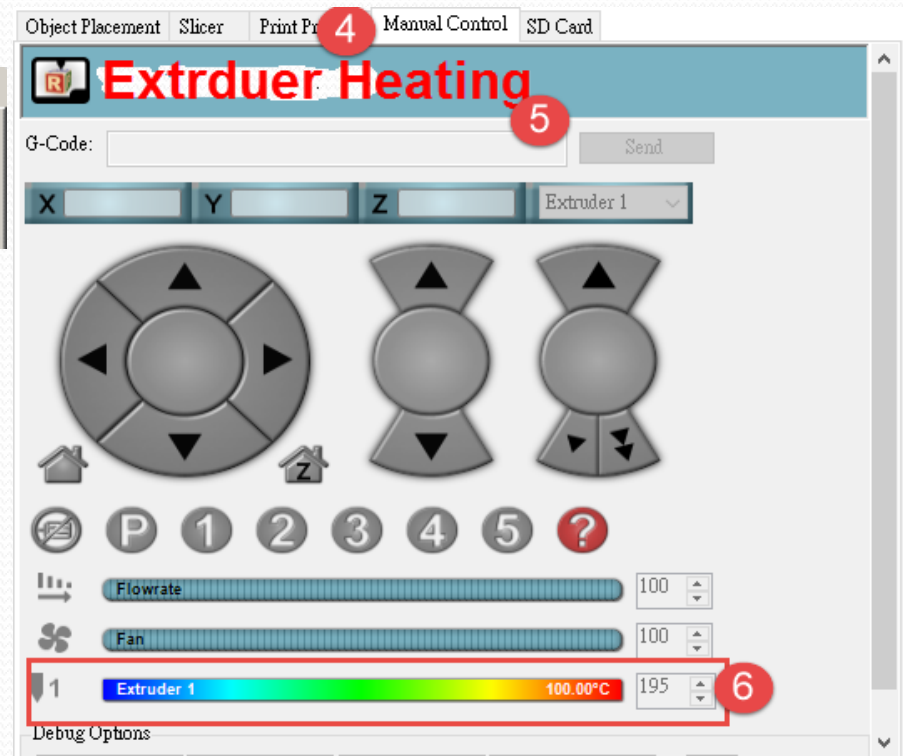 Object Placement Slicer Print Pr 4 Manual Control SD Card
R Extrduer Heating
5
G-Code: Send
X Y Z Extruder 1
Z
P 1 2 3 4 5 ?
Flowrate 100
Fan 100
1 Extruder 1 100.00°C 195 6
Debug Options